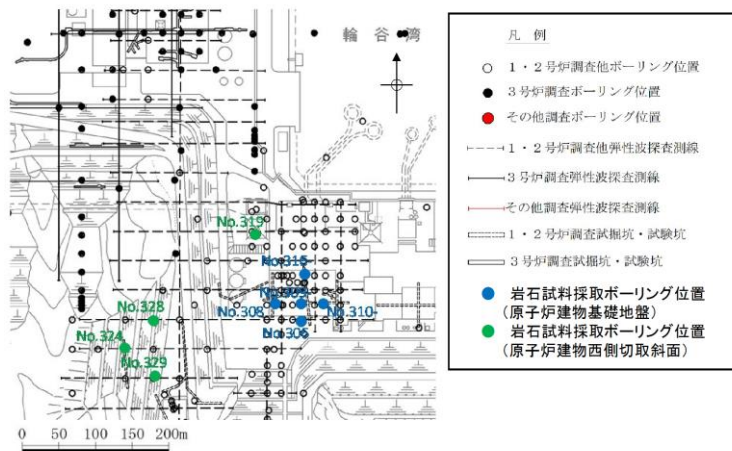 輪谷湾
No.319
No.315
No.308
No.310
No.306
No.328
No.324
No.329
0 50 100 150 200m
凡 例
1・2号炉調査他ボーリング位置
3号炉調査ボーリング位置
その他調査ボーリング位置
1・2号炉調査他弾性波探査測線
3号炉調査弾性波探査測線
その他調査弾性波探査測線
1・2号炉調査試掘坑・試験坑
3号炉調査試掘坑・試験坑
岩石試料採取ボーリング位置
(原子炉建物基礎地盤)
岩石試料採取ボーリング位置
(原子炉建物西側切取斜面)